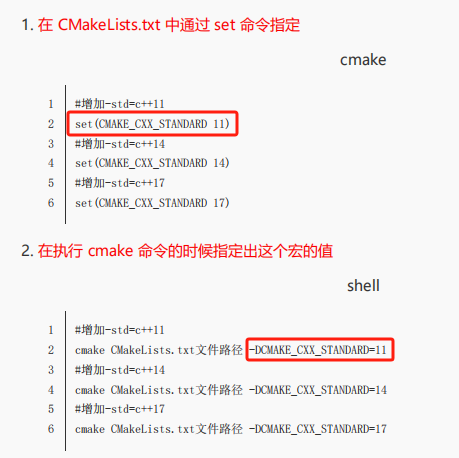 1. 在 CMakeLists.txt 中通过 set 命令指定
cmake
1 #增加-std=c++11
2 set(CMAKE_CXX_STANDARD 11)
3 #增加-std=c++14
4 set(CMAKE_CXX_STANDARD 14)
5 #增加-std=c++17
6 set(CMAKE_CXX_STANDARD 17)
2. 在执行 cmake 命令的时候指定出这个宏的值
shell
1 #增加-std=c++11
2 cmake CMakeLists.txt文件路径 -DCMAKE_CXX_STANDARD=11
3 #增加-std=c++14
4 cmake CMakeLists.txt文件路径 -DCMAKE_CXX_STANDARD=14
5 #增加-std=c++17
6 cmake CMakeLists.txt文件路径 -DCMAKE_CXX_STANDARD=17